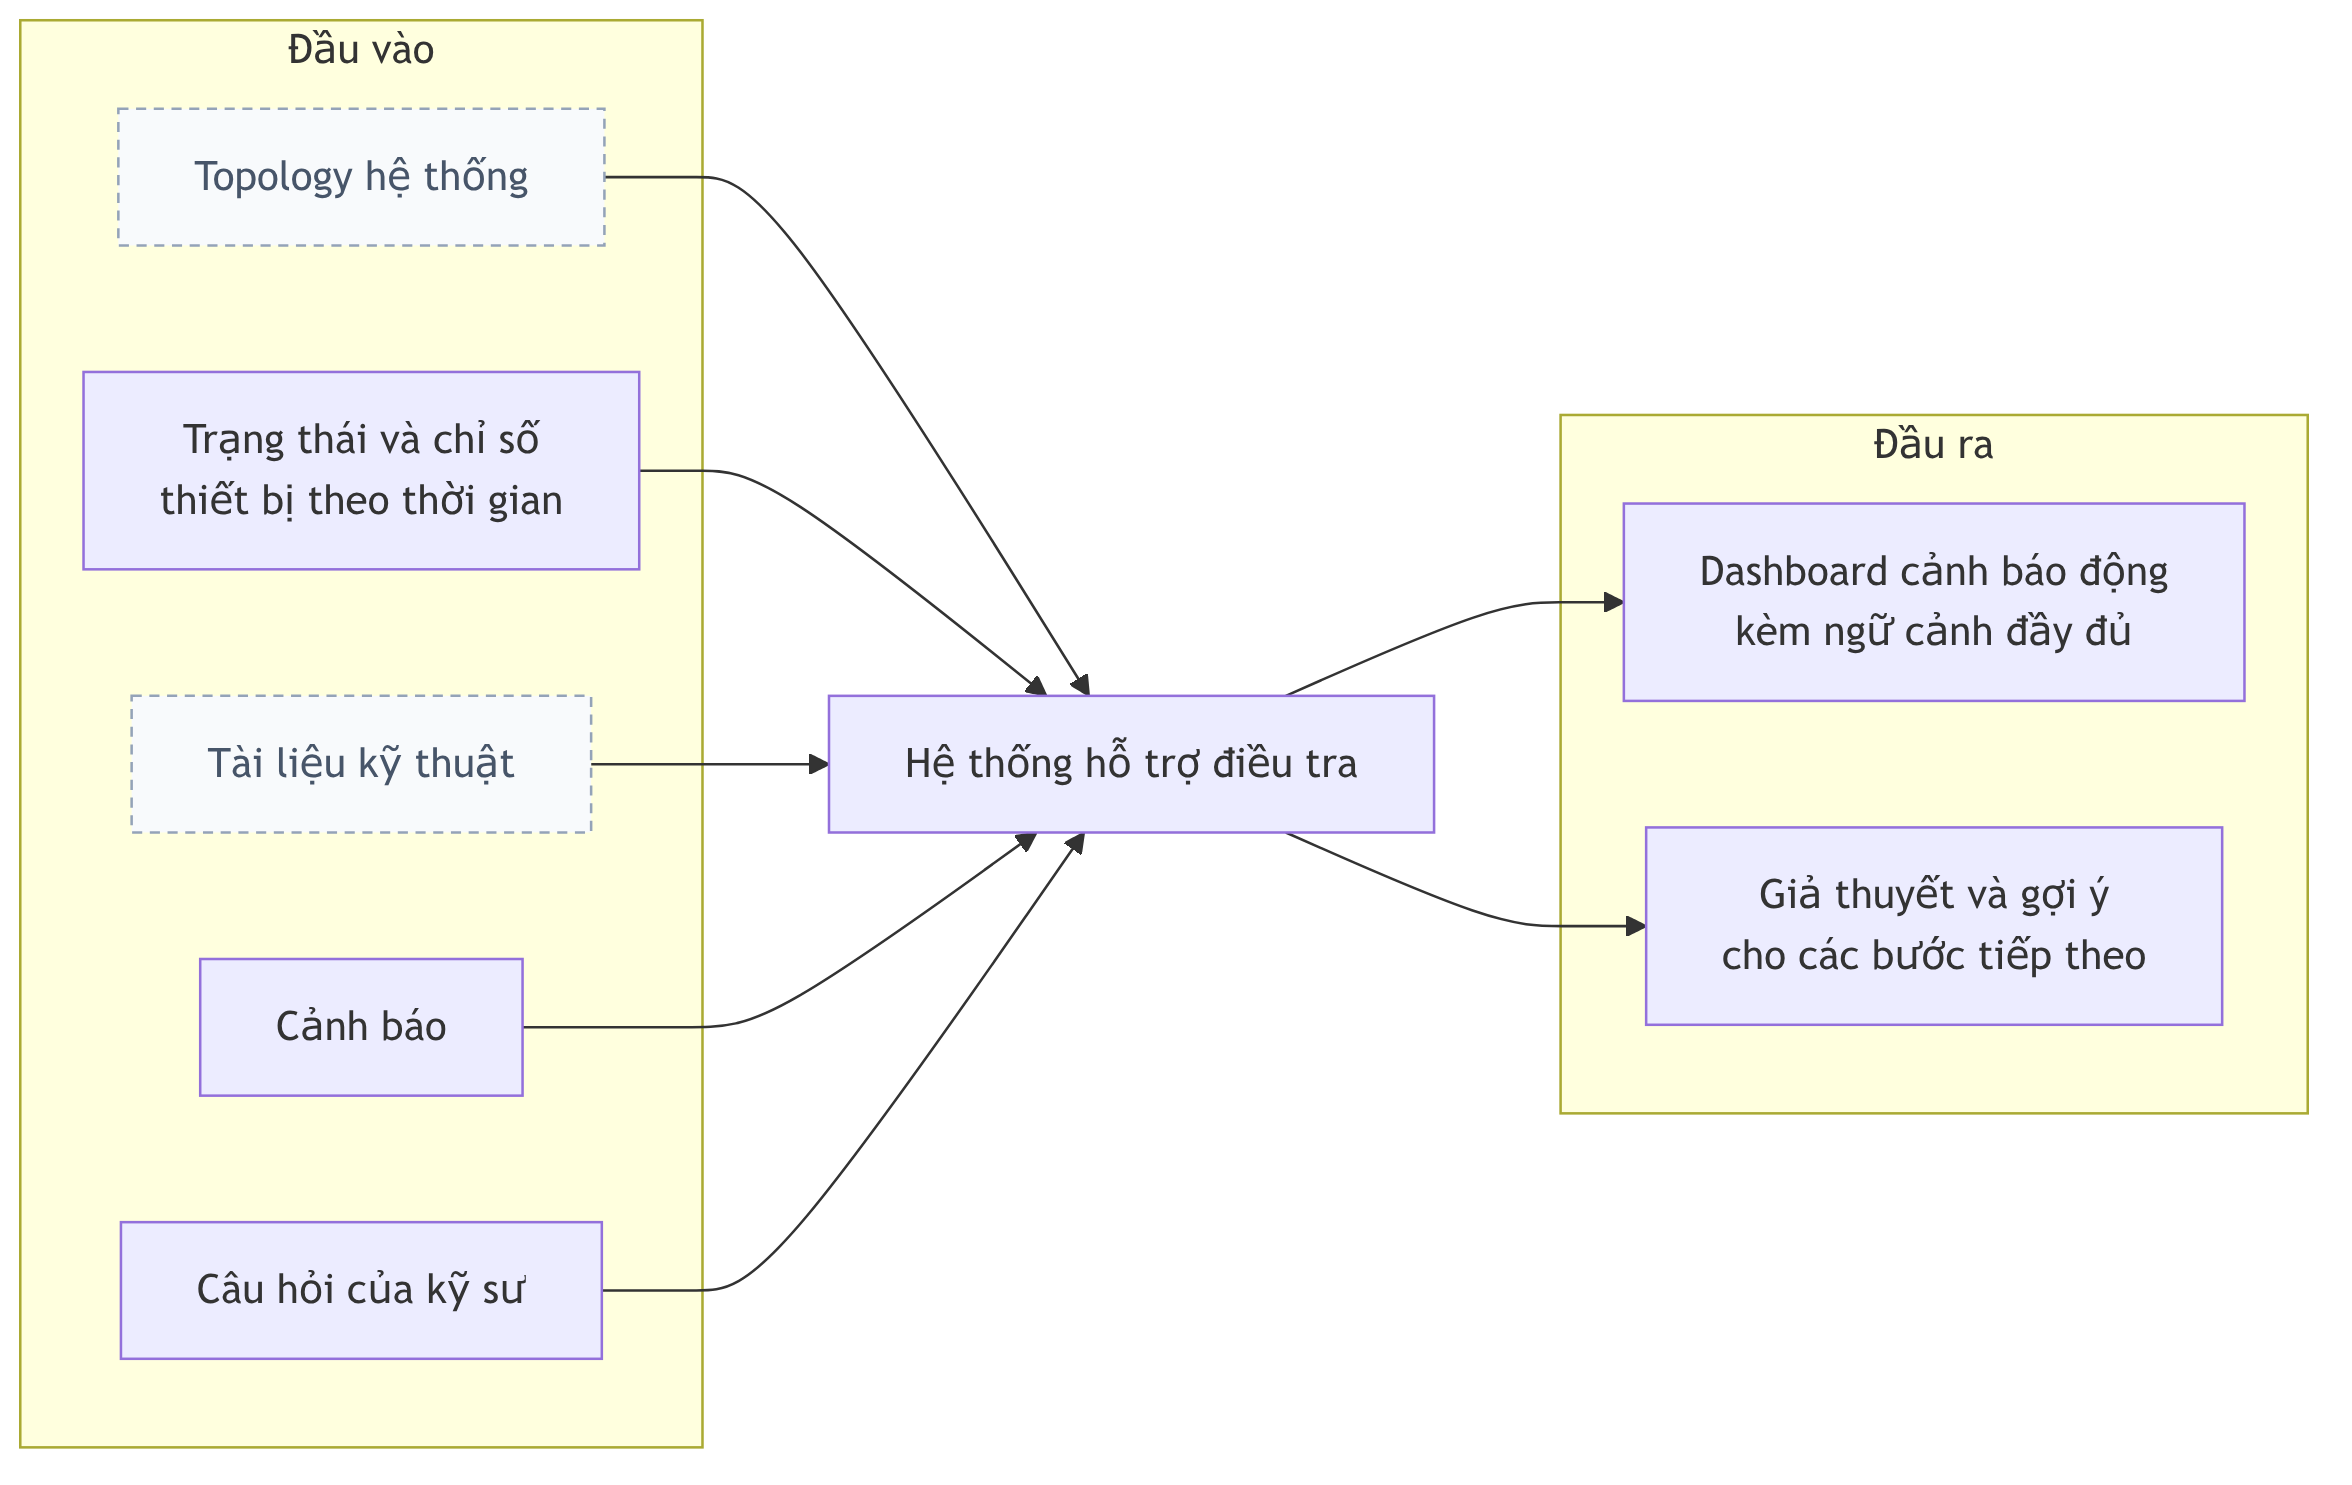 Đầu vào
Topology hệ thống
Trạng thái và chỉ số
thiết bị theo thời gian
Tài liệu kỹ thuật
Cảnh báo
Câu hỏi của kỹ sư
Hệ thống hỗ trợ điều tra
Đầu ra
Dashboard cảnh báo động
kèm ngữ cảnh đầy đủ
Giả thuyết và gợi ý
cho các bước tiếp theo